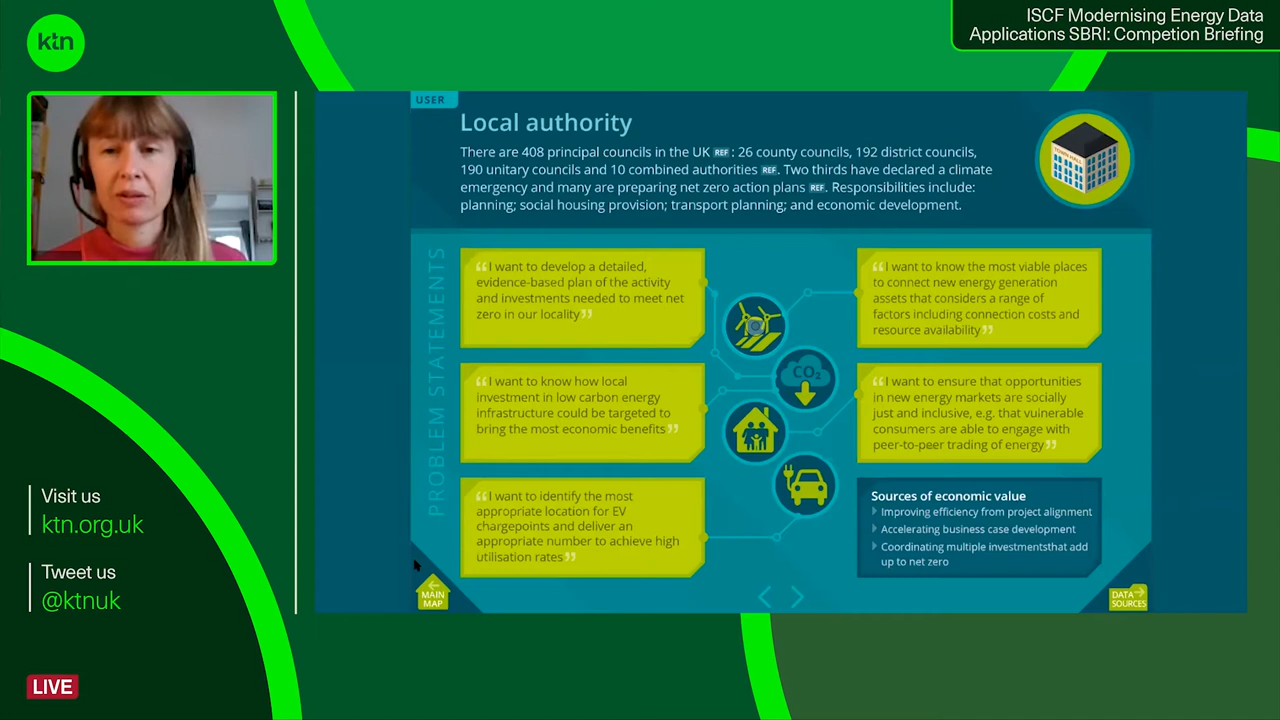 ktn
ISCF Modernising Energy Data
Applications SBRI: Competion Briefing
USER
Local authority
There are 408 principal councils in the UK REF : 26 county councils, 192 district councils,
190 unitary councils and 10 combined authorities REF . Two thirds have declared a climate
emergency and many are preparing net zero action plans REF . Responsibilities include:
planning; social housing provision; transport planning; and economic development.
TOWN HALL
PROBLEM STATEMENTS
“I want to develop a detailed,
evidence-based plan of the activity
and investments needed to meet net
zero in our locality”
“I want to know how local
investment in low carbon energy
infrastructure could be targeted to
bring the most economic benefits”
“I want to identify the most
appropriate location for EV
chargepoints and deliver an
appropriate number to achieve high
utilisation rates”
CO₂
“I want to know the most viable places
to connect new energy generation
assets that considers a range of
factors including connection costs and
resource availability”
“I want to ensure that opportunities
in new energy markets are socially
just and inclusive, e.g. that vulnerable
consumers are able to engage with
peer-to-peer trading of energy”
Sources of economic value
Improving efficiency from project alignment
Accelerating business case development
Coordinating multiple investmentsthat add
up to net zero
MAIN
MAP
DATA
SOURCES
Visit us
ktn.org.uk
Tweet us
@ktnuk
LIVE